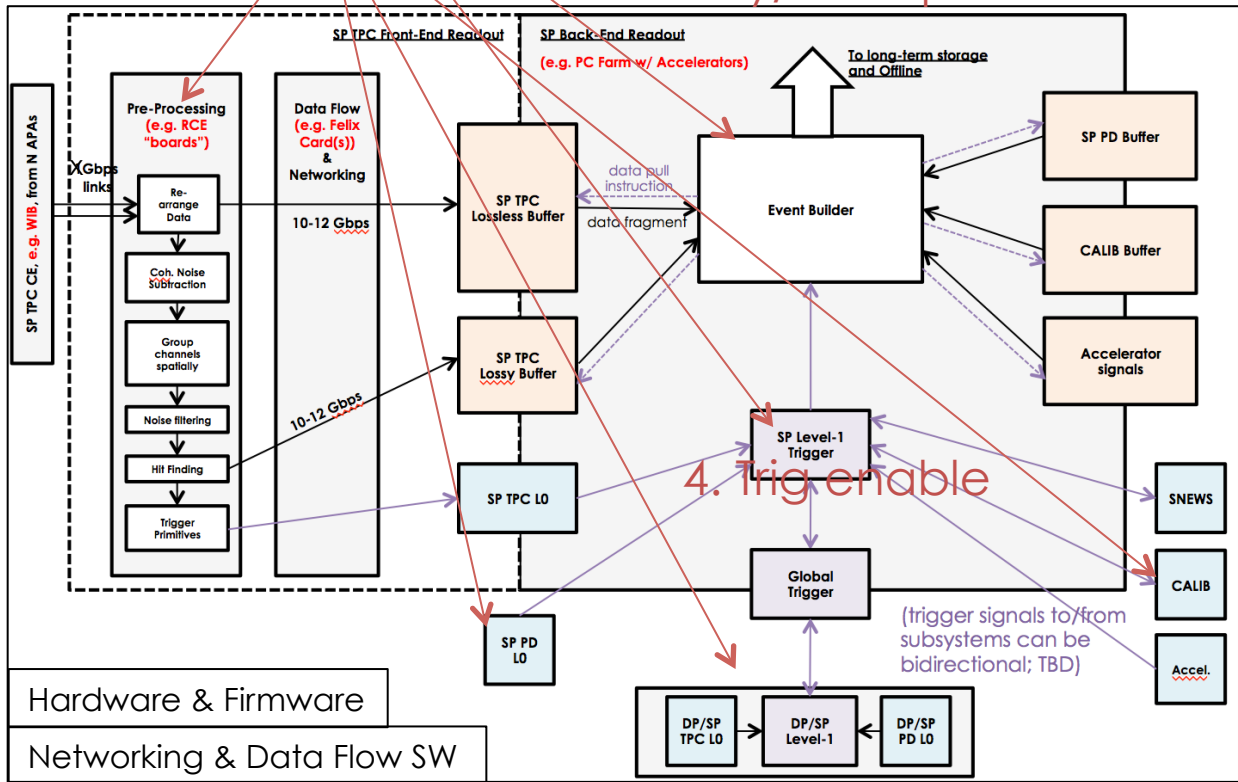 SP TPC Front-End Readout
SP Back-End Readout
(e.g. PC Farm w/ Accelerators)
To long-term storage
and Offline
SP TPC CE, e.g. WIB, from N APAs
XGbps
links
Pre-Processing
(e.g. RCE
"boards")
Re-
arrange
Data
Coh. Noise
Subtraction
Group
channels
spatially
Noise filtering
Hit Finding
Trigger
Primitives
Data Flow
(e.g. Felix
Card(s))
&
Networking
10-12 Gbps
10-12 Gbps
SP TPC
Lossless Buffer
SP TPC
Lossy Buffer
SP TPC L0
data pull
instruction
data fragment
Event Builder
SP PD Buffer
CALIB Buffer
Accelerator
signals
SP Level-1
Trigger
4. Trig enable
Global
Trigger
SNEWS
CALIB
Accel.
(trigger signals to/from
subsystems can be
bidirectional; TBD)
SP PD
L0
DP/SP
TPC L0
DP/SP
Level-1
DP/SP
PD L0
Hardware & Firmware
Networking & Data Flow SW